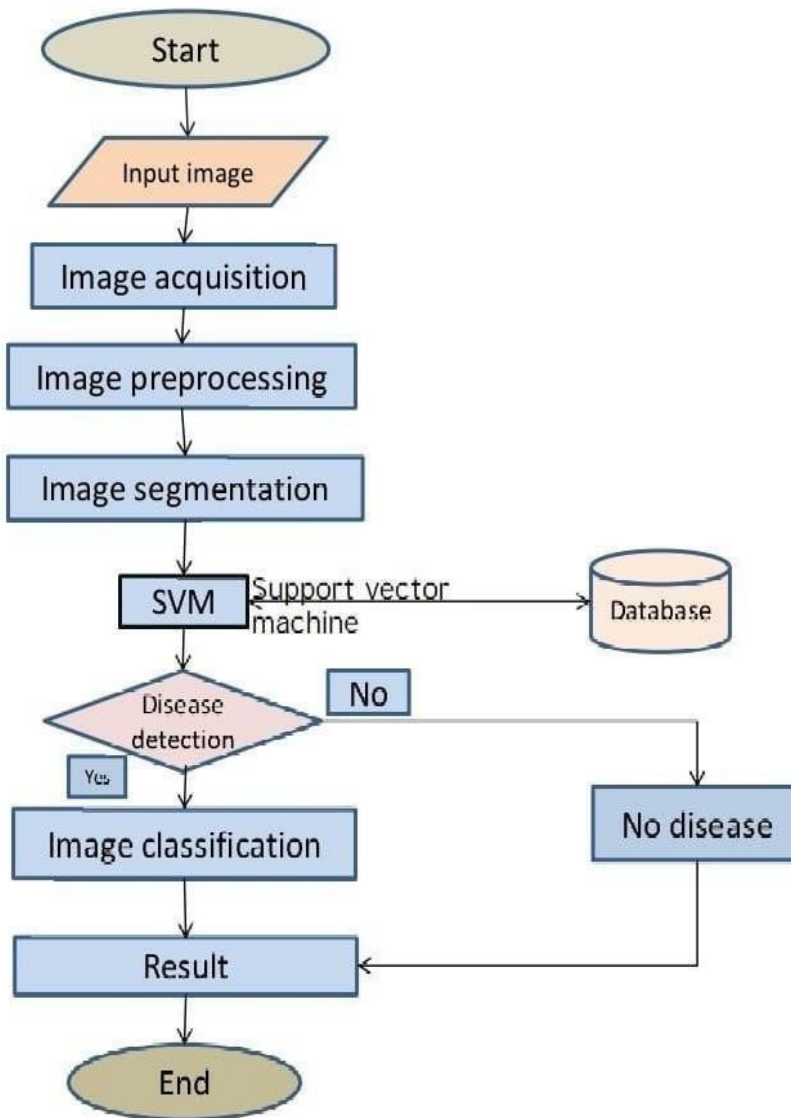 Start
Input image
Image acquisition
Image preprocessing
Image segmentation
SVM
Support vector
machine
Database
Disease
detection
No
Yes
No disease
Image classification
Result
End